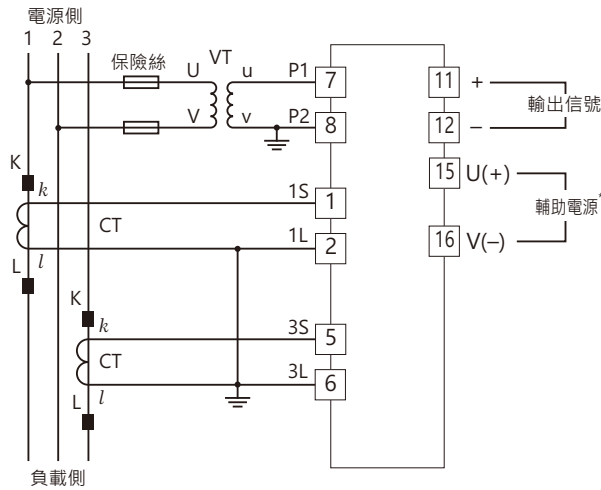 電源側
1 2 3
保險絲
U VT u P1 7
V v P2 8
11 +
輸出信號
12 –
15 U(+)
輔助電源*
16 V(–)
K
k
1S 1
CT
1L 2
L l
K
k
3S 5
CT
3L 6
L l
負載側